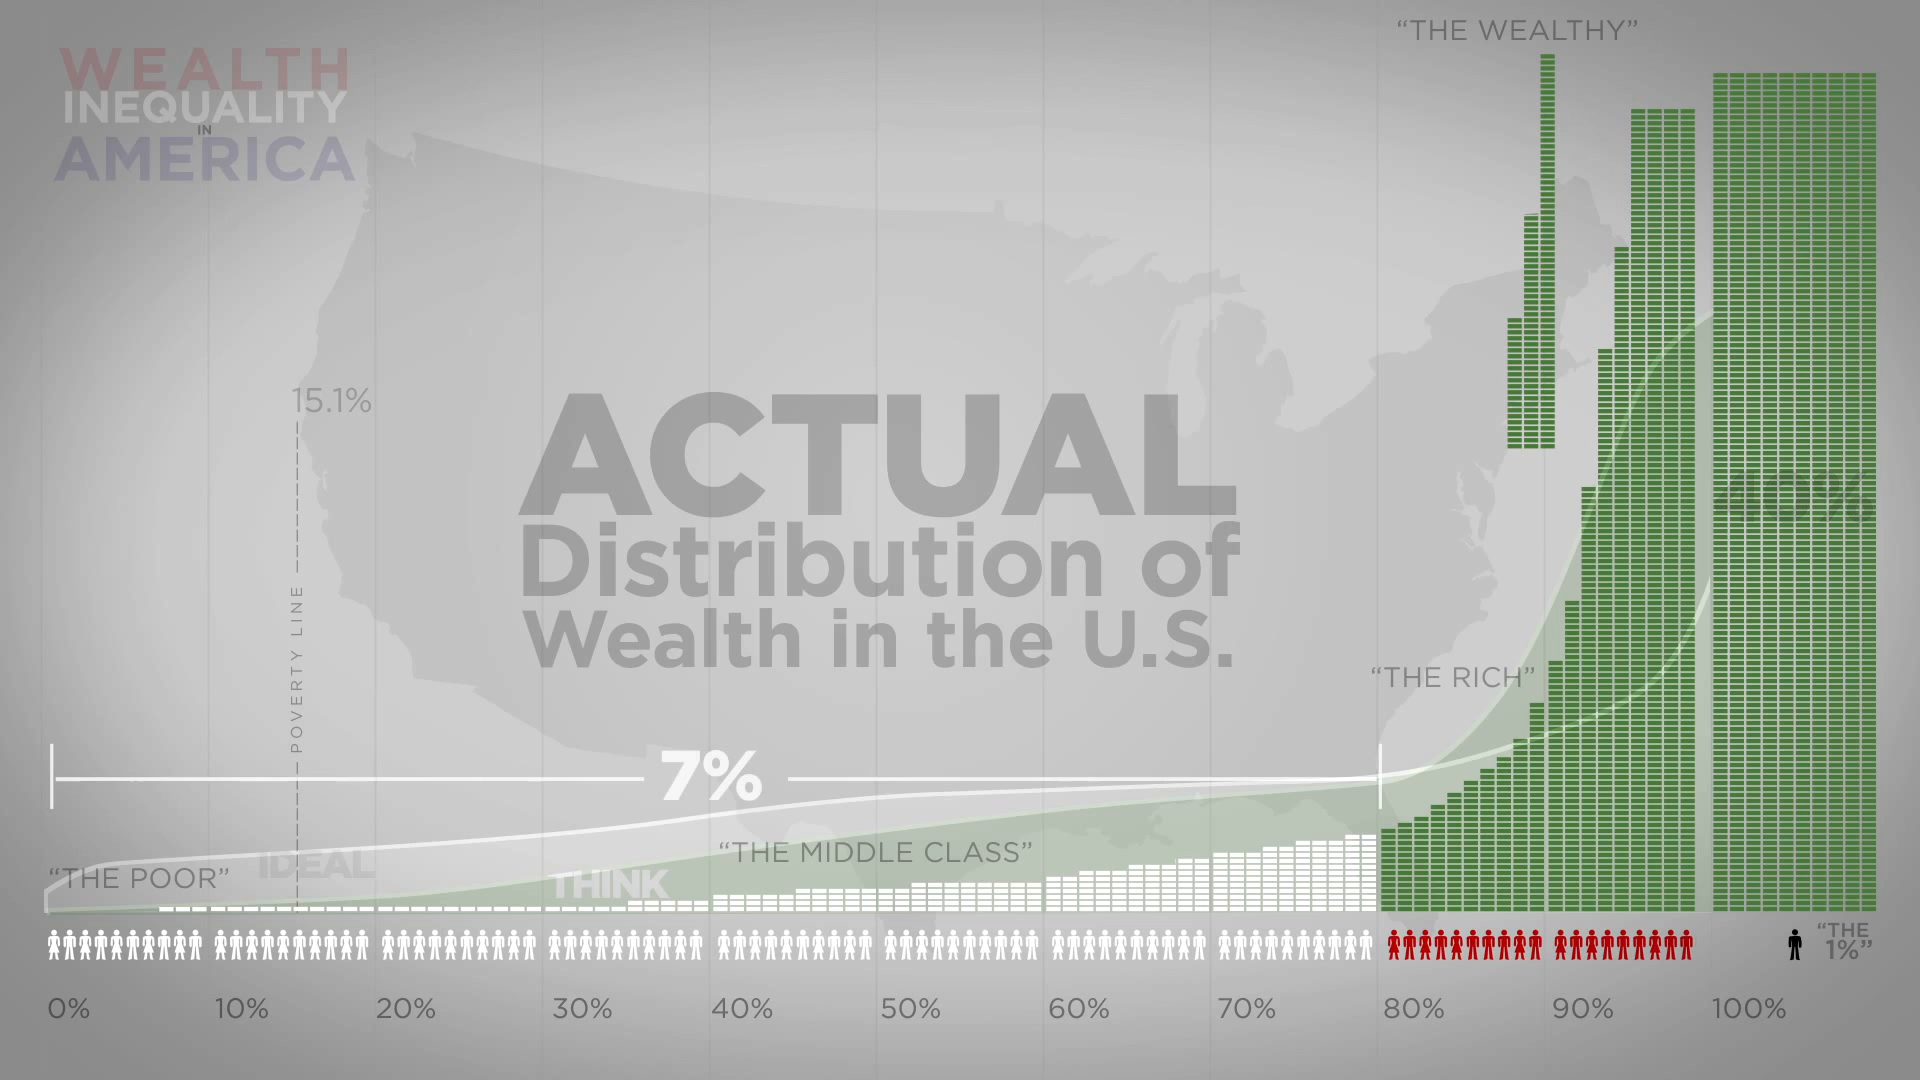 “THE WEALTHY”
WEALTH
INEQUALITY
IN
AMERICA
15.1%
ACTUAL
Distribution of
Wealth in the U.S.
40%
POVERTY LINE
“THE RICH”
7%
“THE MIDDLE CLASS”
“THE POOR”
IDEAL
THINK
“THE
1%”
0% 10% 20% 30% 40% 50% 60% 70% 80% 90% 100%